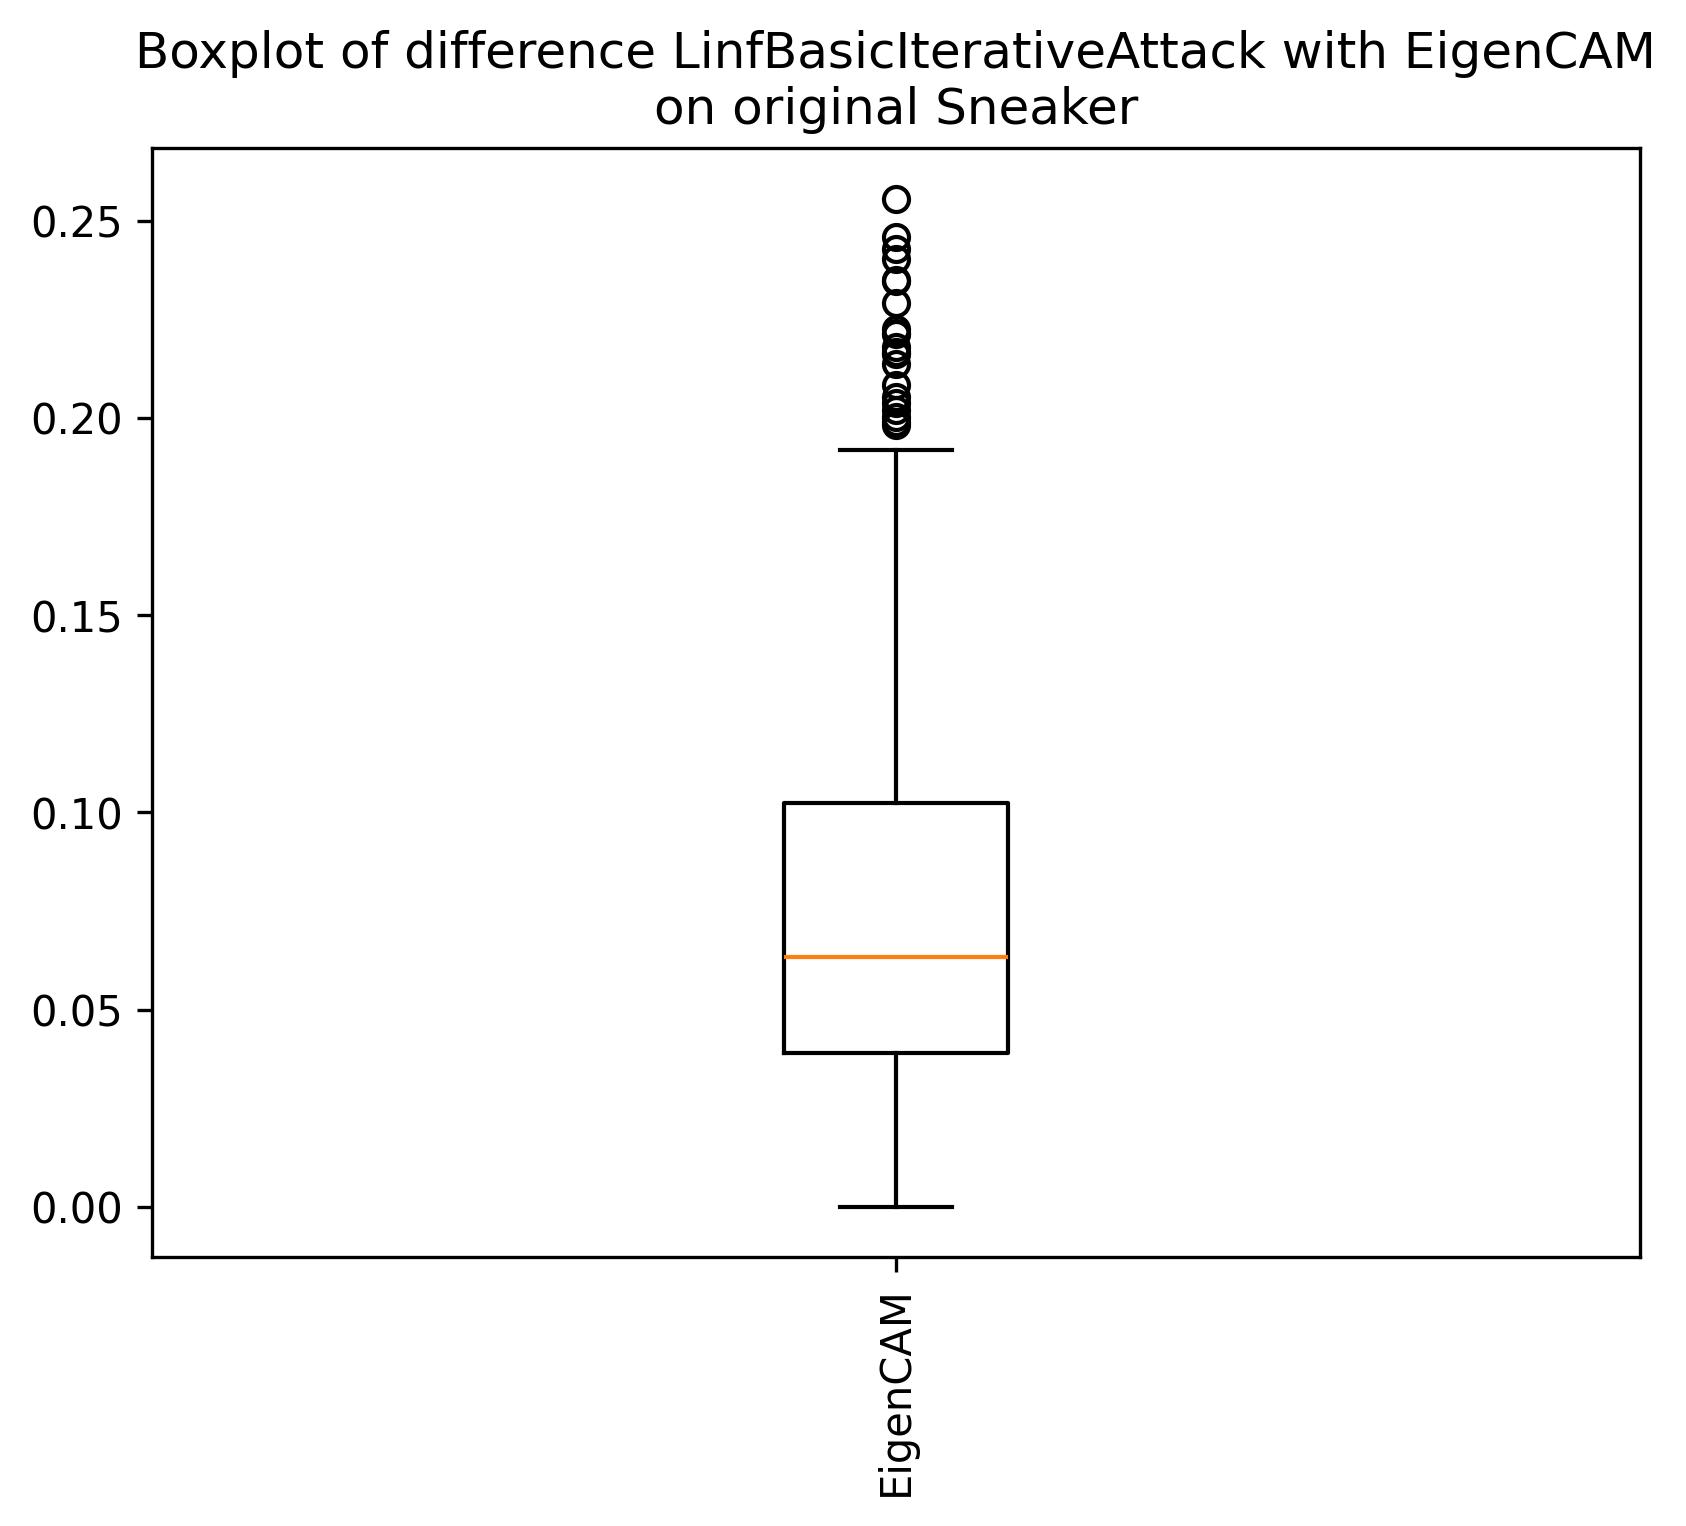 Boxplot of difference LinfBasicIterativeAttack with EigenCAM
on original Sneaker
0.25
0.20
0.15
0.10
0.05
0.00
EigenCAM